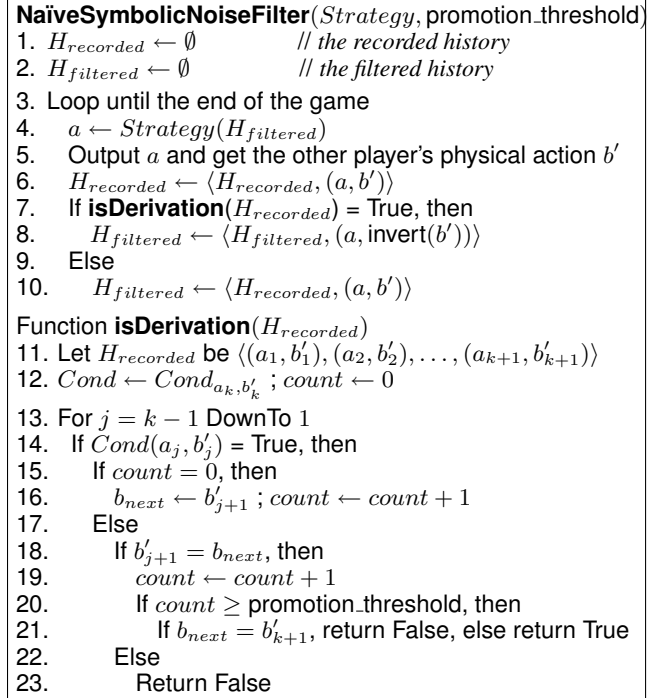 NaïveSymbolicNoiseFilter(Strategy, promotion_threshold)
1. H_recorded ← ∅ // the recorded history
2. H_filtered ← ∅ // the filtered history
3. Loop until the end of the game
4. a ← Strategy(H_filtered)
5. Output a and get the other player's physical action b′
6. H_recorded ← ⟨H_recorded, (a, b′)⟩
7. If isDerivation(H_recorded) = True, then
8. H_filtered ← ⟨H_filtered, (a, invert(b′))⟩
9. Else
10. H_filtered ← ⟨H_recorded, (a, b′)⟩
Function isDerivation(H_recorded)
11. Let H_recorded be ⟨(a_1, b′_1), (a_2, b′_2), . . . , (a_{k+1}, b′_{k+1})⟩
12. Cond ← Cond_{a_k, b′_k} ; count ← 0
13. For j = k − 1 DownTo 1
14. If Cond(a_j, b′_j) = True, then
15. If count = 0, then
16. b_next ← b′_{j+1} ; count ← count + 1
17. Else
18. If b′_{j+1} = b_next, then
19. count ← count + 1
20. If count ≥ promotion_threshold, then
21. If b_next = b′_{k+1}, return False, else return True
22. Else
23. Return False